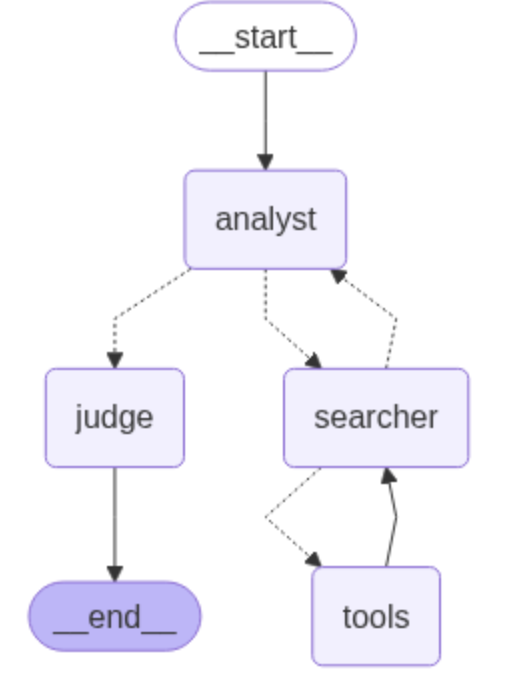 __start__
analyst
judge
searcher
__end__
tools